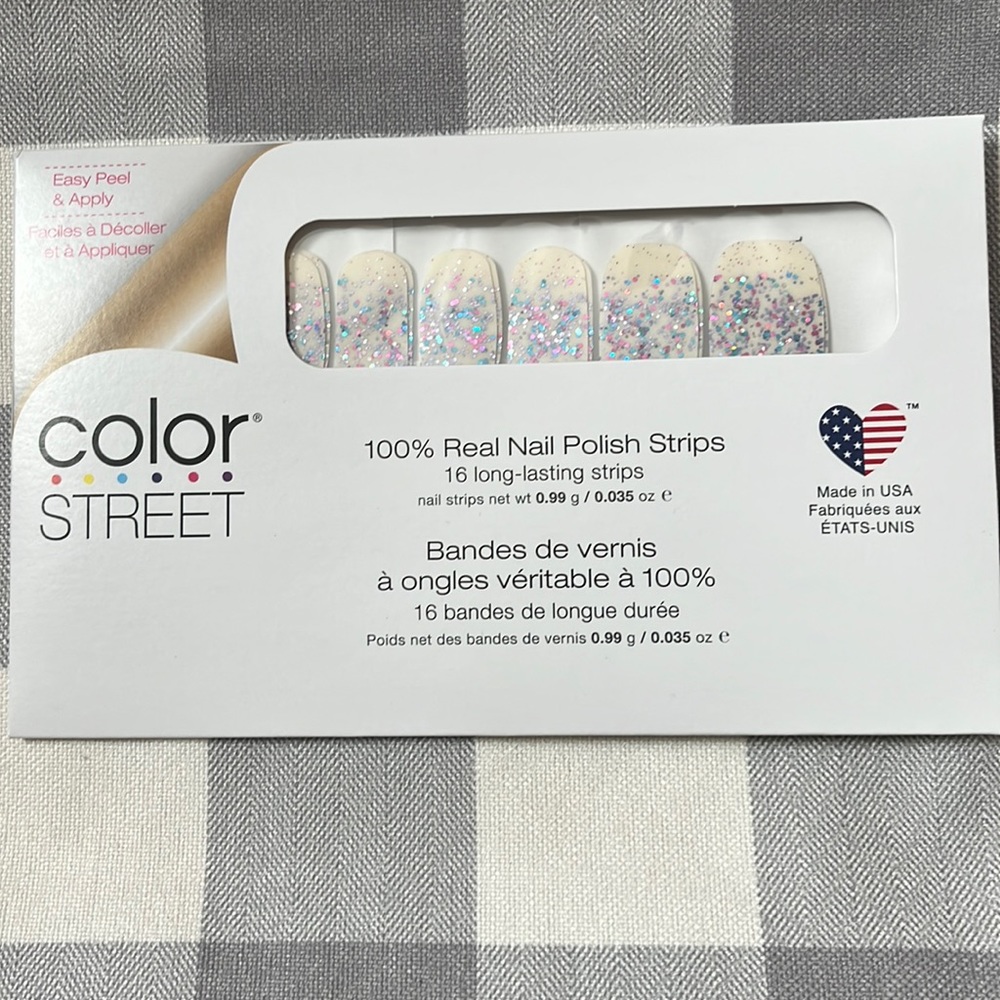 Easy Peel
& Apply
Faciles à Décoller
et à Appliquer
color®
STREET
100% Real Nail Polish Strips
16 long-lasting strips
nail strips net wt 0.99 g / 0.035 oz ℮
Bandes de vernis
à ongles véritable à 100%
16 bandes de longue durée
Poids net des bandes de vernis 0.99 g / 0.035 oz ℮
™
Made in USA
Fabriquées aux
ÉTATS-UNIS